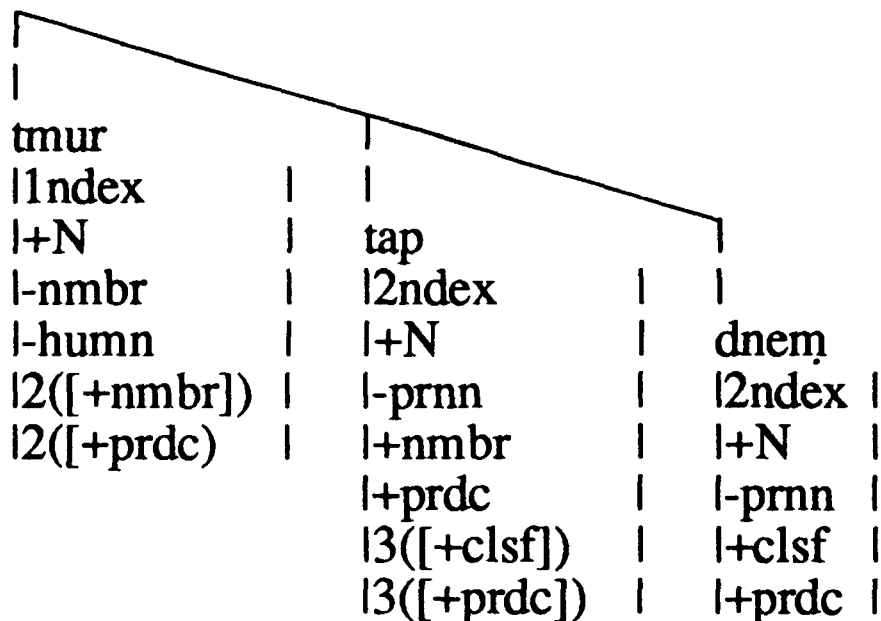 tmur
|1ndex |
|+N |
|-nmbr |
|-humn |
|2([+nmbr]) |
|2([+prdc) |
tap
|2ndex |
|+N |
|-prnn |
|+nmbr |
|+prdc |
|3([+clsf]) |
|3([+prdc]) |
dneṃ
|2ndex |
|+N |
|-prnn |
|+clsf |
|+prdc |